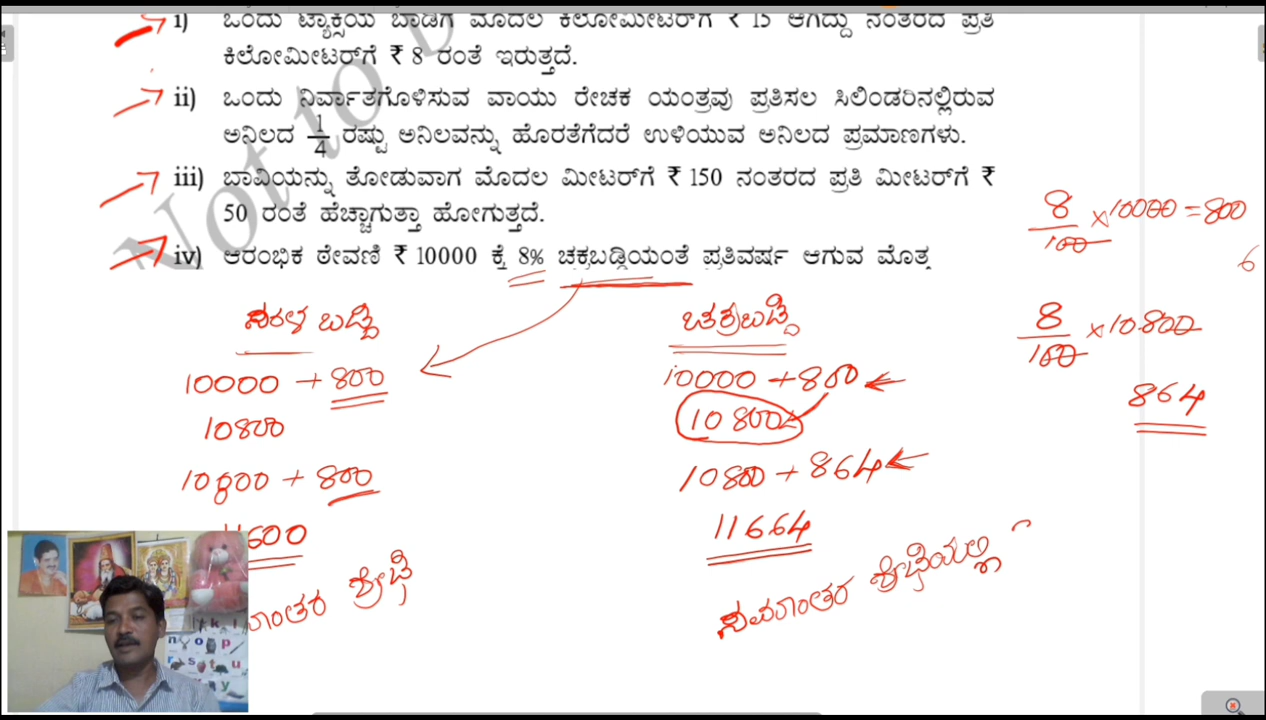 i) ಒಂದು ಟ್ಯಾಕ್ಸಿಯ ಬಾಡಿಗೆ ಮೊದಲ ಕಿಲೋಮೀಟರ್‌ಗೆ ₹ 15 ಆಗಿದ್ದು ನಂತರದ ಪ್ರತಿ
ಕಿಲೋಮೀಟರ್‌ಗೆ ₹ 8 ರಂತೆ ಇರುತ್ತದೆ.
ii) ಒಂದು ನಿರ್ವಾತಗೊಳಿಸುವ ವಾಯು ರೇಚಕ ಯಂತ್ರವು ಪ್ರತಿಸಲ ಸಿಲಿಂಡರಿನಲ್ಲಿರುವ
ಅನಿಲದ 1/4 ರಷ್ಟು ಅನಿಲವನ್ನು ಹೊರತೆಗೆದರೆ ಉಳಿಯುವ ಅನಿಲದ ಪ್ರಮಾಣಗಳು.
iii) ಬಾವಿಯನ್ನು ತೋಡುವಾಗ ಮೊದಲ ಮೀಟರ್‌ಗೆ ₹ 150 ನಂತರದ ಪ್ರತಿ ಮೀಟರ್‌ಗೆ ₹
50 ರಂತೆ ಹೆಚ್ಚಾಗುತ್ತಾ ಹೋಗುತ್ತದೆ.
iv) ಆರಂಭಿಕ ಠೇವಣಿ ₹ 10000 ಕ್ಕೆ 8% ಚಕ್ರಬಡ್ಡಿಯಂತೆ ಪ್ರತಿವರ್ಷ ಆಗುವ ಮೊತ್ತ
Not to
8/100 × 10000 = 800
6
8/100 × 10800
864
ಸರಳ ಬಡ್ಡಿ
10000 + 800
10800
10800 + 800
11600
ಶ್ರೇಢಿ
ಚಕ್ರಬಡ್ಡಿ
10000 + 800
10800
10800 + 864
11664
ಸಮಾಂತರ ಶ್ರೇಢಿಯಲ್ಲಿ